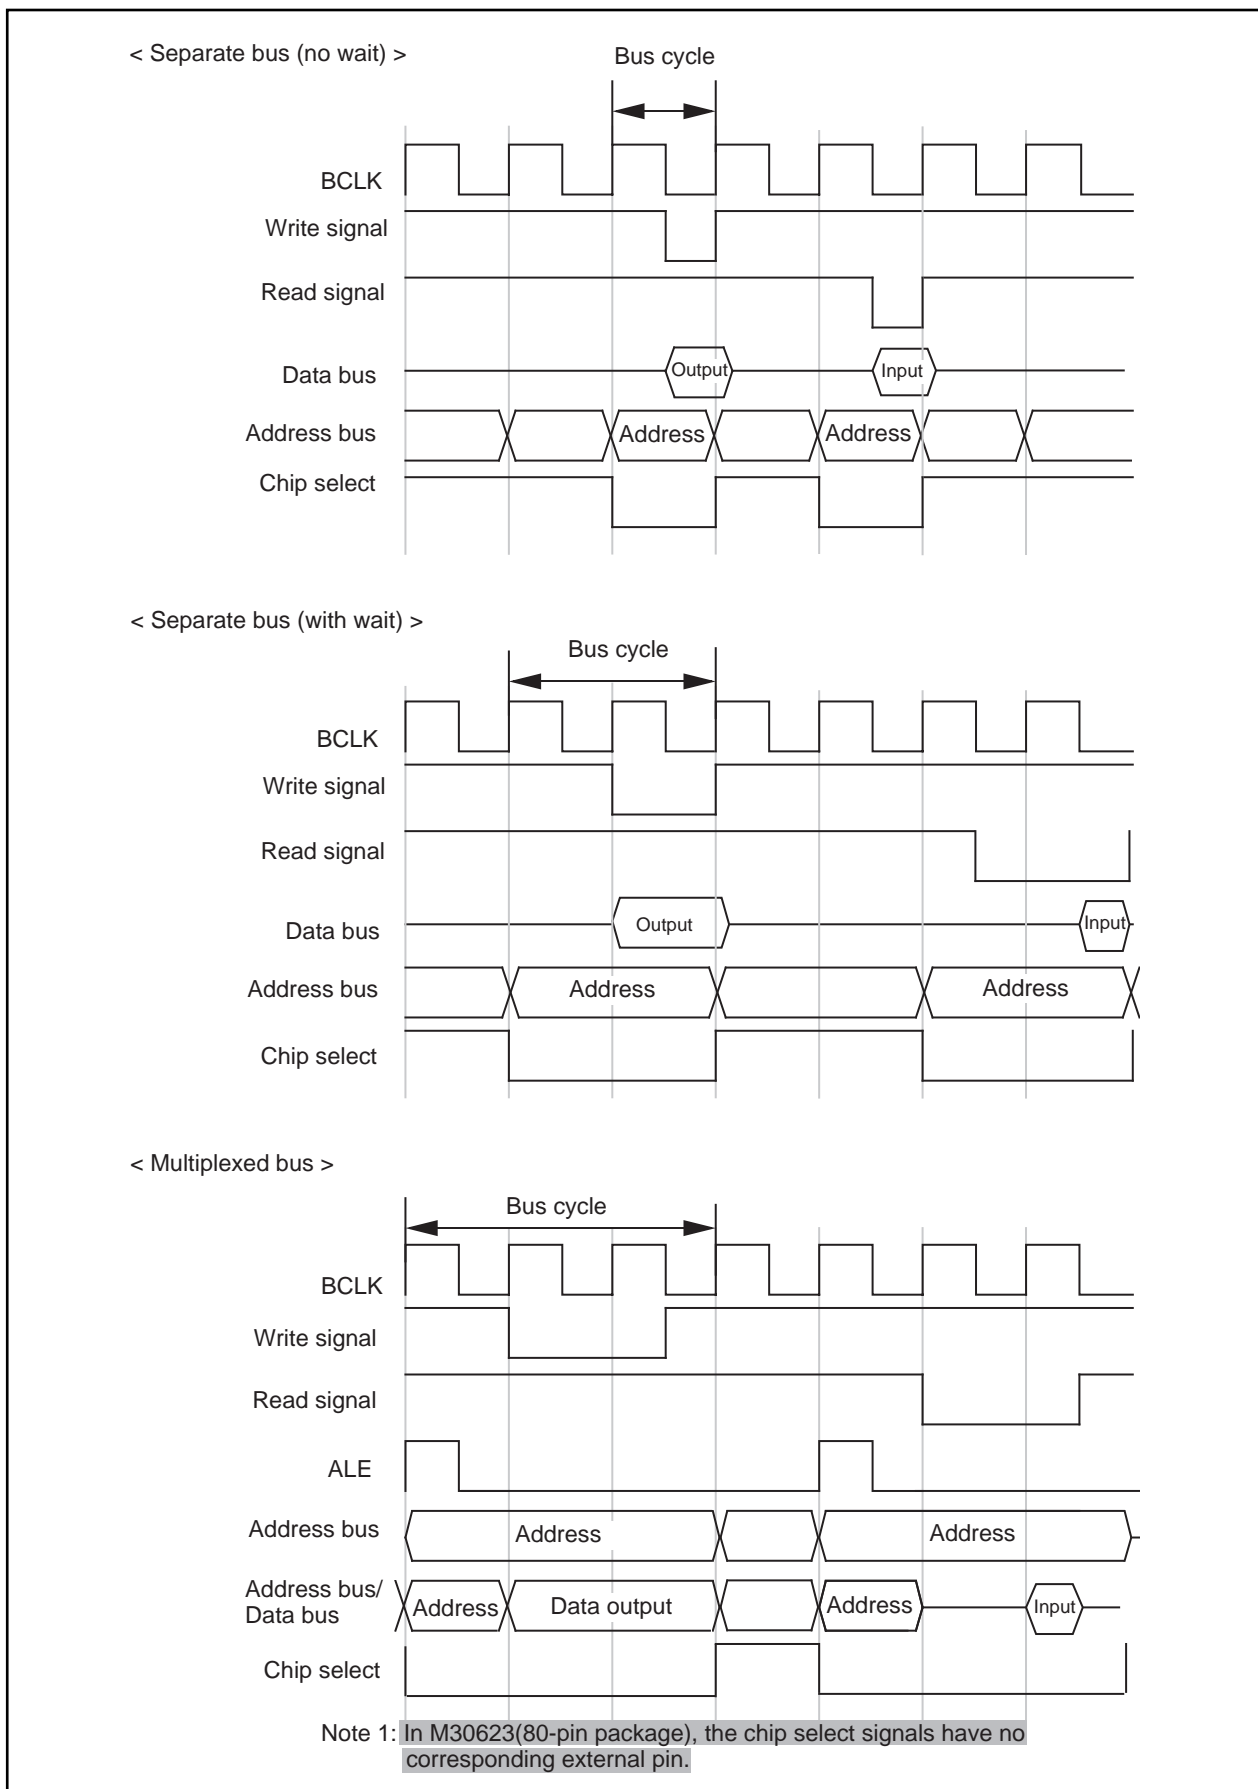 < Separate bus (no wait) >
Bus cycle
BCLK
Write signal
Read signal
Data bus
Output
Input
Address bus
Address
Address
Chip select
< Separate bus (with wait) >
Bus cycle
BCLK
Write signal
Read signal
Data bus
Output
Input
Address bus
Address
Address
Chip select
< Multiplexed bus >
Bus cycle
BCLK
Write signal
Read signal
ALE
Address bus
Address
Address
Address bus/
Data bus
Address
Data output
Address
Input
Chip select
Note 1: In M30623(80-pin package), the chip select signals have no
corresponding external pin.